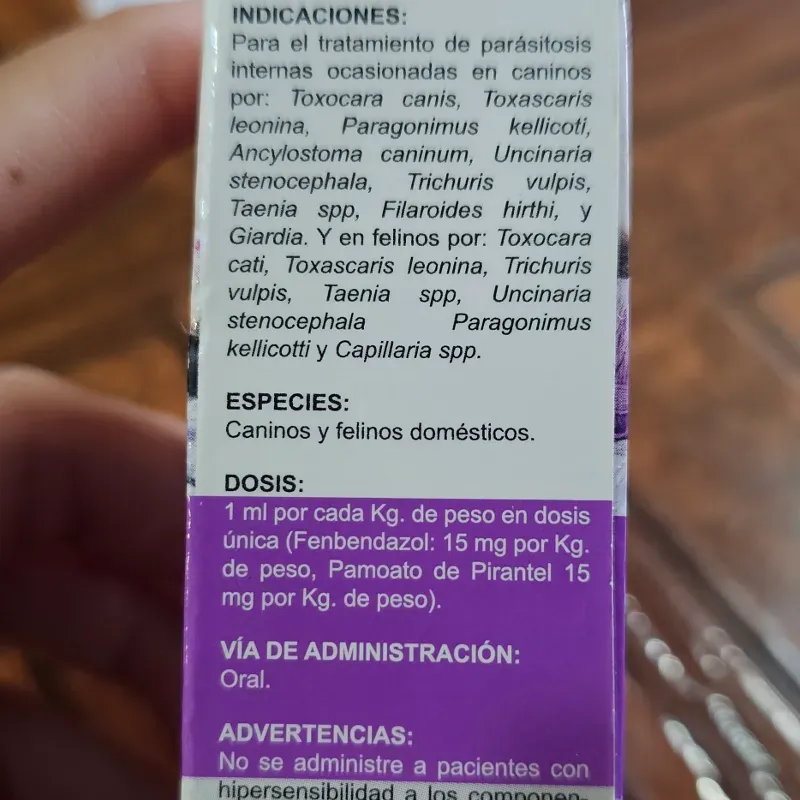 INDICACIONES:
Para el tratamiento de parásitosis
internas ocasionadas en caninos
por: Toxocara canis, Toxascaris
leonina, Paragonimus kellicoti,
Ancylostoma caninum, Uncinaria
stenocephala, Trichuris vulpis,
Taenia spp, Filaroides hirthi, y
Giardia. Y en felinos por: Toxocara
cati, Toxascaris leonina, Trichuris
vulpis, Taenia spp, Uncinaria
stenocephala Paragonimus
kellicotti y Capillaria spp.
ESPECIES:
Caninos y felinos domésticos.
DOSIS:
1 ml por cada Kg. de peso en dosis
única (Fenbendazol: 15 mg por Kg.
de peso, Pamoato de Pirantel 15
mg por Kg. de peso).
VÍA DE ADMINISTRACIÓN:
Oral.
ADVERTENCIAS:
No se administre a pacientes con
hipersensibilidad a los componen-